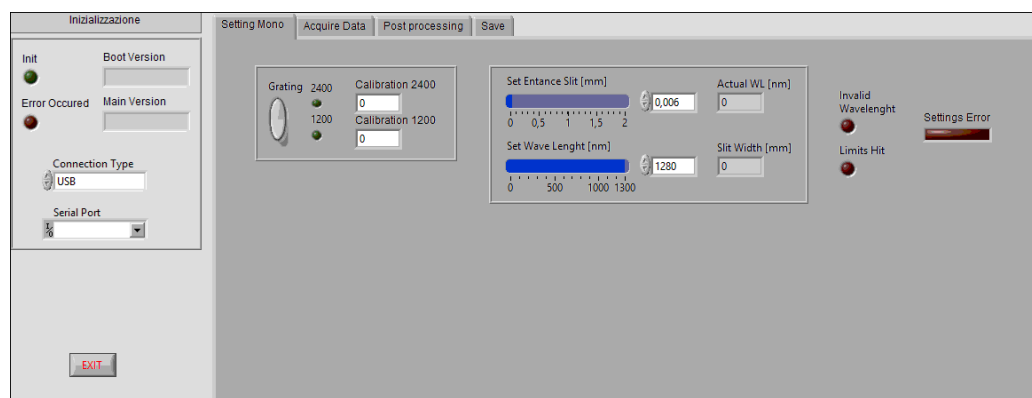 Inizializzazione
Init
Boot Version
Error Occured
Main Version
Connection Type
USB
Serial Port
I/O
EXIT
Setting Mono
Acquire Data
Post processing
Save
Grating
2400
1200
Calibration 2400
0
Calibration 1200
0
Set Entance Slit [mm]
0,006
0 0,5 1 1,5 2
Actual WL [nm]
0
Set Wave Lenght [nm]
1280
0 500 1000 1300
Slit Width [mm]
0
Invalid
Wavelenght
Limits Hit
Settings Error